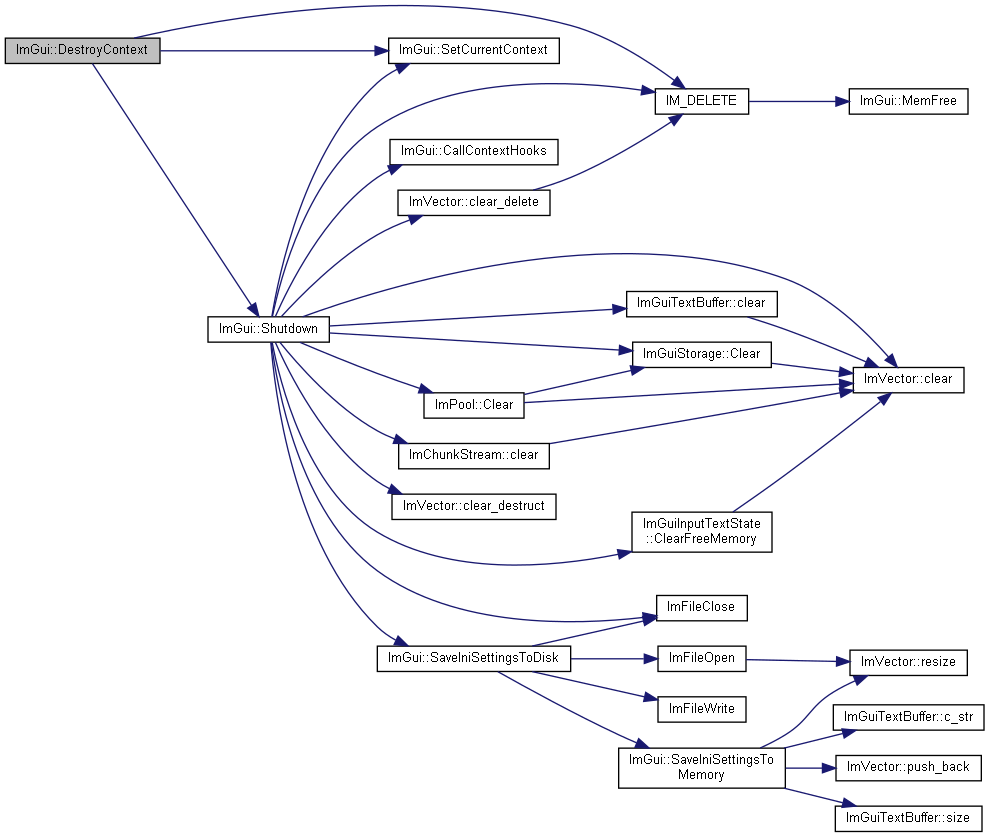 ImGui::DestroyContext
ImGui::SetCurrentContext
IM_DELETE
ImGui::MemFree
ImGui::CallContextHooks
ImVector::clear_delete
ImGuiTextBuffer::clear
ImGui::Shutdown
ImGuiStorage::Clear
ImVector::clear
ImPool::Clear
ImChunkStream::clear
ImVector::clear_destruct
ImGuiInputTextState
::ClearFreeMemory
ImFileClose
ImGui::SaveIniSettingsToDisk
ImFileOpen
ImVector::resize
ImFileWrite
ImGuiTextBuffer::c_str
ImGui::SaveIniSettingsTo
Memory
ImVector::push_back
ImGuiTextBuffer::size